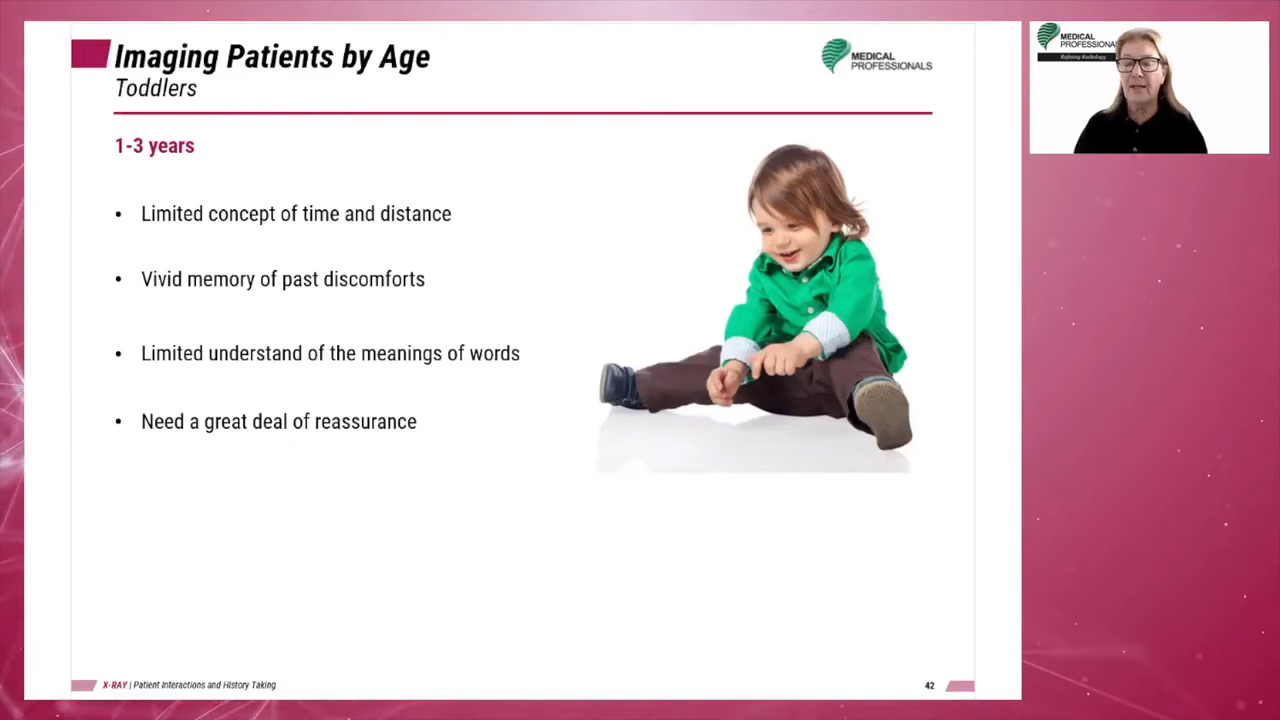 Imaging Patients by Age
Toddlers
MEDICAL
PROFESSIONALS
1-3 years
• Limited concept of time and distance
• Vivid memory of past discomforts
• Limited understand of the meanings of words
• Need a great deal of reassurance
X-RAY | Patient Interactions and History Taking
42
MEDICAL
PROFESSIONA
Refining Radiology